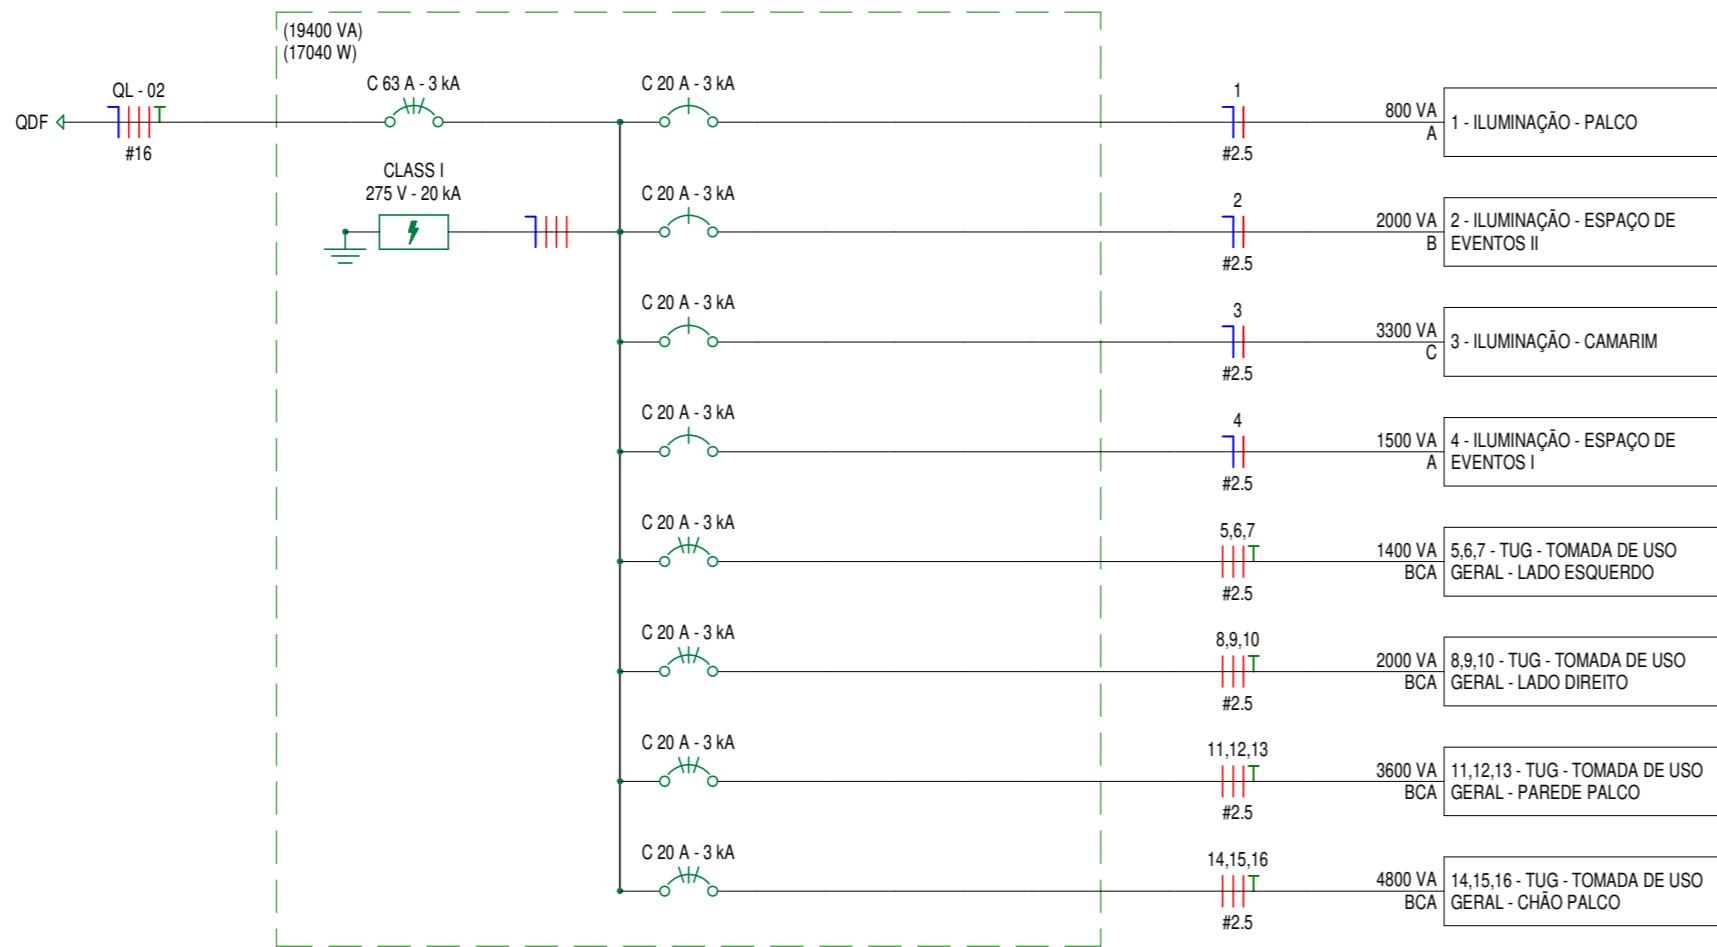 (19400 VA)
(17040 W)
QDF
QL - 02
#16
C 63 A - 3 kA
CLASS I
275 V - 20 kA
C 20 A - 3 kA
1
#2.5
800 VA
A
1 - ILUMINAÇÃO - PALCO
C 20 A - 3 kA
2
#2.5
2000 VA
B
2 - ILUMINAÇÃO - ESPAÇO DE
EVENTOS II
C 20 A - 3 kA
3
#2.5
3300 VA
C
3 - ILUMINAÇÃO - CAMARIM
C 20 A - 3 kA
4
#2.5
1500 VA
A
4 - ILUMINAÇÃO - ESPAÇO DE
EVENTOS I
C 20 A - 3 kA
5,6,7
#2.5
1400 VA
BCA
5,6,7 - TUG - TOMADA DE USO
GERAL - LADO ESQUERDO
C 20 A - 3 kA
8,9,10
#2.5
2000 VA
BCA
8,9,10 - TUG - TOMADA DE USO
GERAL - LADO DIREITO
C 20 A - 3 kA
11,12,13
#2.5
3600 VA
BCA
11,12,13 - TUG - TOMADA DE USO
GERAL - PAREDE PALCO
C 20 A - 3 kA
14,15,16
#2.5
4800 VA
BCA
14,15,16 - TUG - TOMADA DE USO
GERAL - CHÃO PALCO